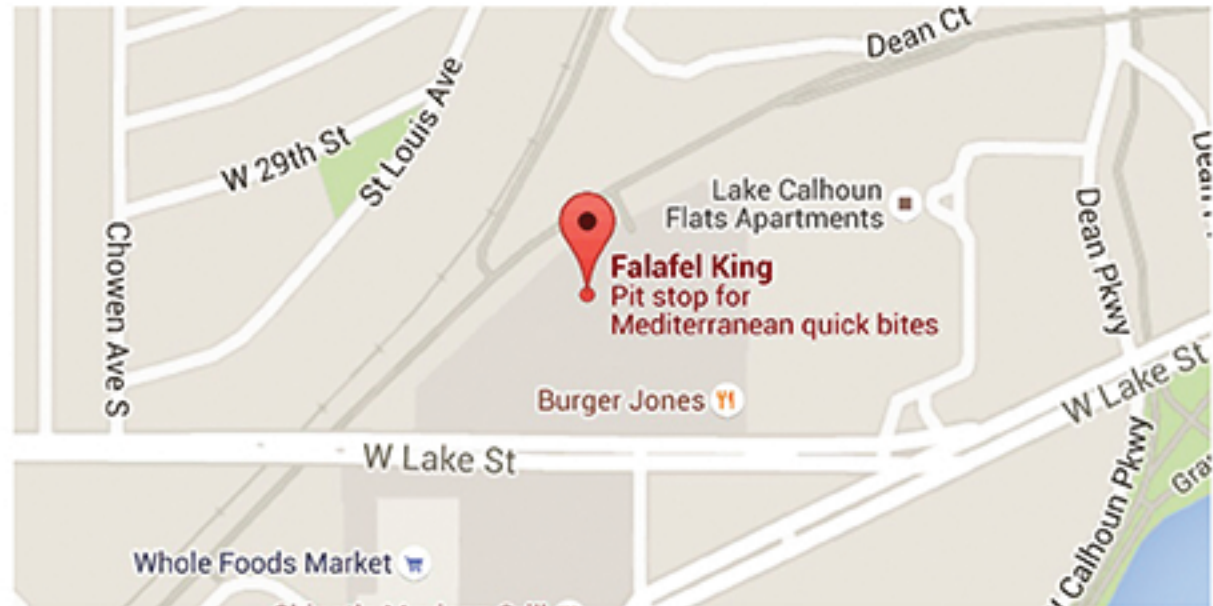 Dean Ct
W 29th St
St Louis Ave
Lake Calhoun
Flats Apartments
Chowen Ave S
Dean Pkwy
Falafel King
Pit stop for
Mediterranean quick bites
Burger Jones
W Lake St
W Lake St
Calhoun Pkwy
Whole Foods Market